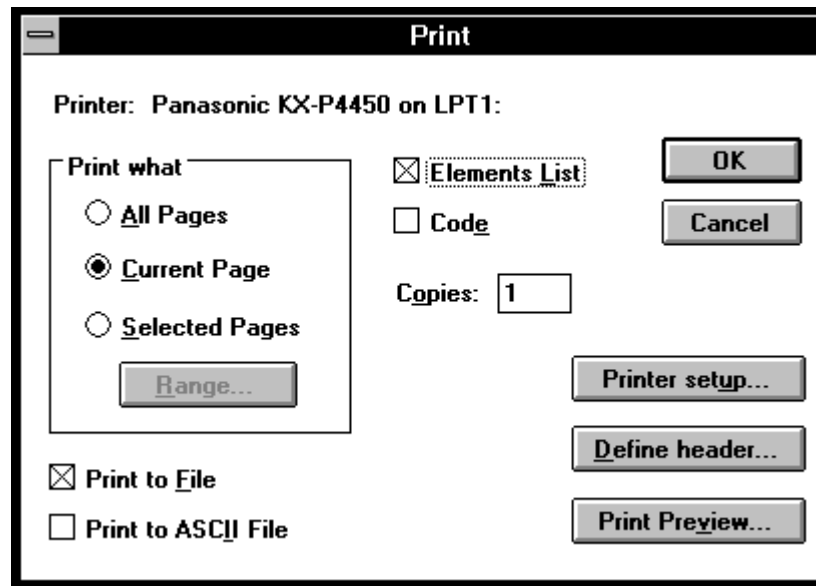 Print
Printer: Panasonic KX-P4450 on LPT1:
Print what
All Pages
Current Page
Selected Pages
Range...
Elements List
Code
Copies: 1
OK
Cancel
Printer setup...
Define header...
Print Preview...
Print to File
Print to ASCII File